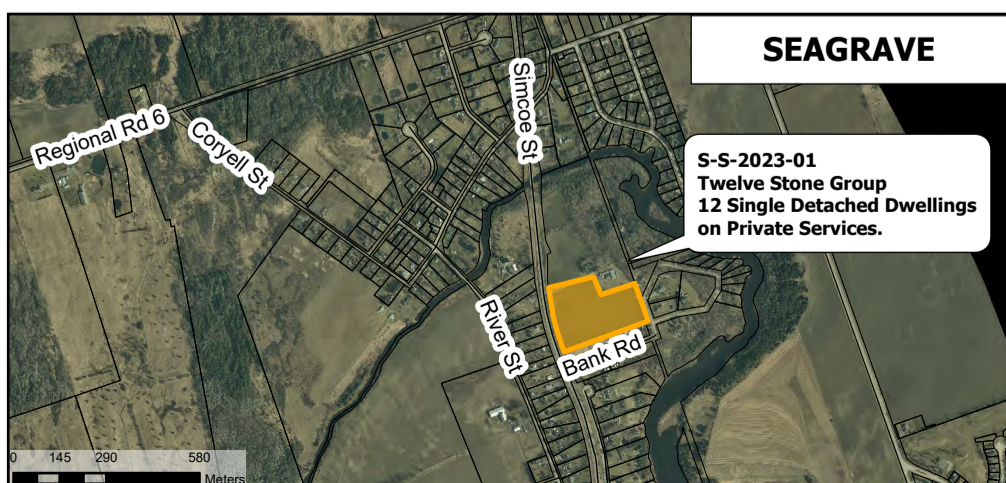 SEAGRAVE
Regional Rd 6
Coryell St
Simcoe St
S-S-2023-01
Twelve Stone Group
12 Single Detached Dwellings
on Private Services.
River St
Bank Rd
0 145 290 580
Meters